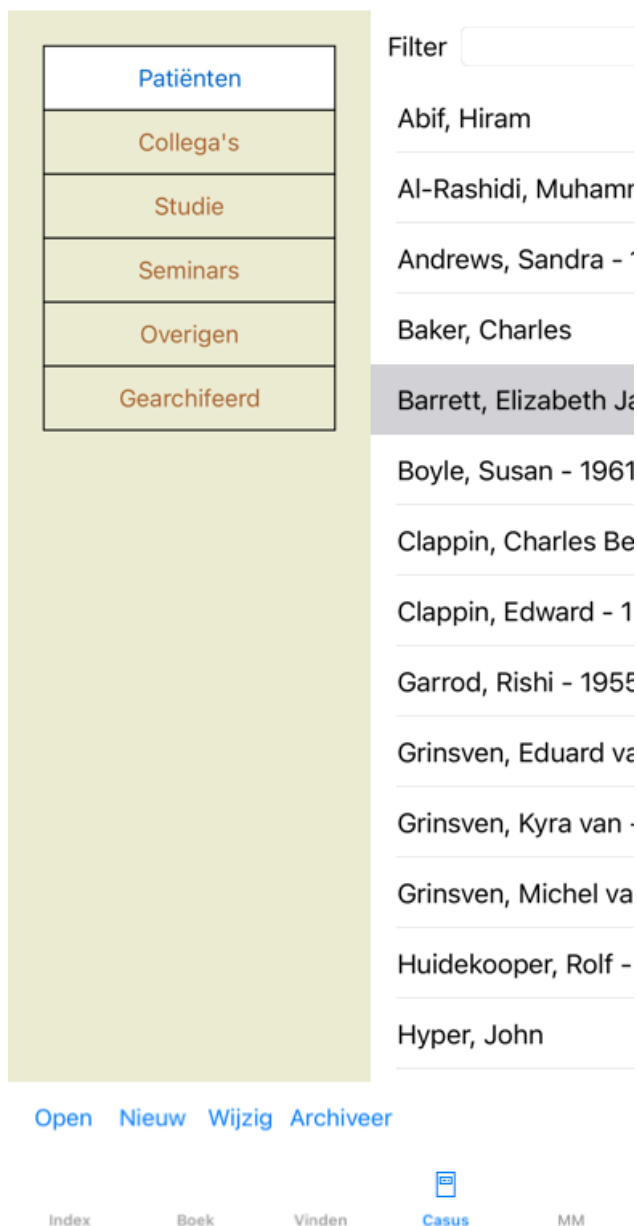 Patiënten
Collega's
Studie
Seminars
Overigen
Gearchifeerd
Filter
Abif, Hiram
Al-Rashidi,
Andrews, Sandra -
Baker, Charles
Barrett, Elizabeth
Boyle, Susan - 1961
Clappin, Charles
Clappin, Edward -
Garrod, Rishi - 1955
Grinsven, Eduard
Grinsven, Kyra van -
Grinsven, Michel
Huidekooper, Rolf -
Hyper, John
Open Nieuw Wijzig Archiveer
Index Boek Vinden Casus MM